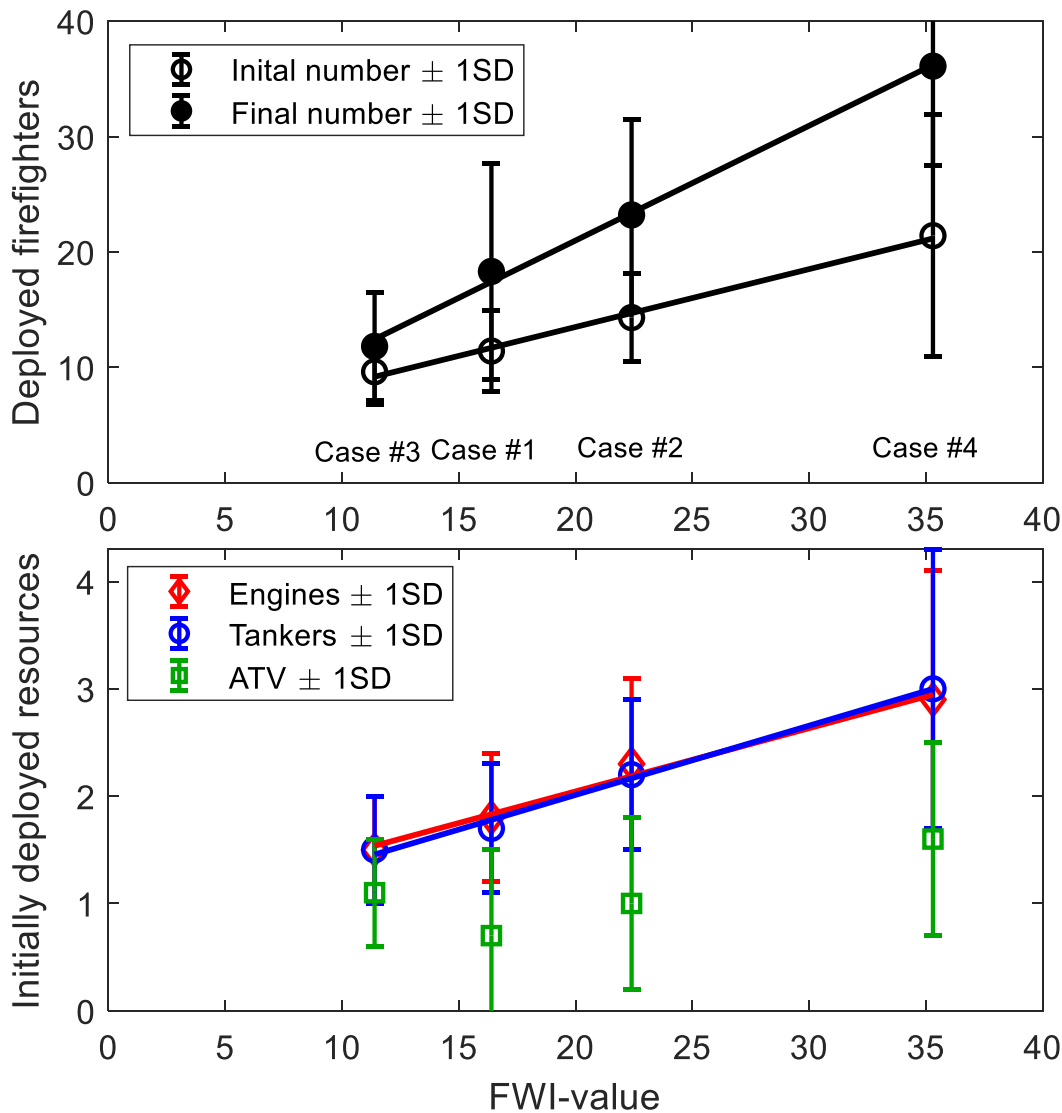 40
30
20
10
0
Deployed firefighters
Inital number ± 1SD
Final number ± 1SD
Case #3 Case #1 Case #2 Case #4
0 5 10 15 20 25 30 35 40
4
3
2
1
0
Initially deployed resources
Engines ± 1SD
Tankers ± 1SD
ATV ± 1SD
0 5 10 15 20 25 30 35 40
FWI-value